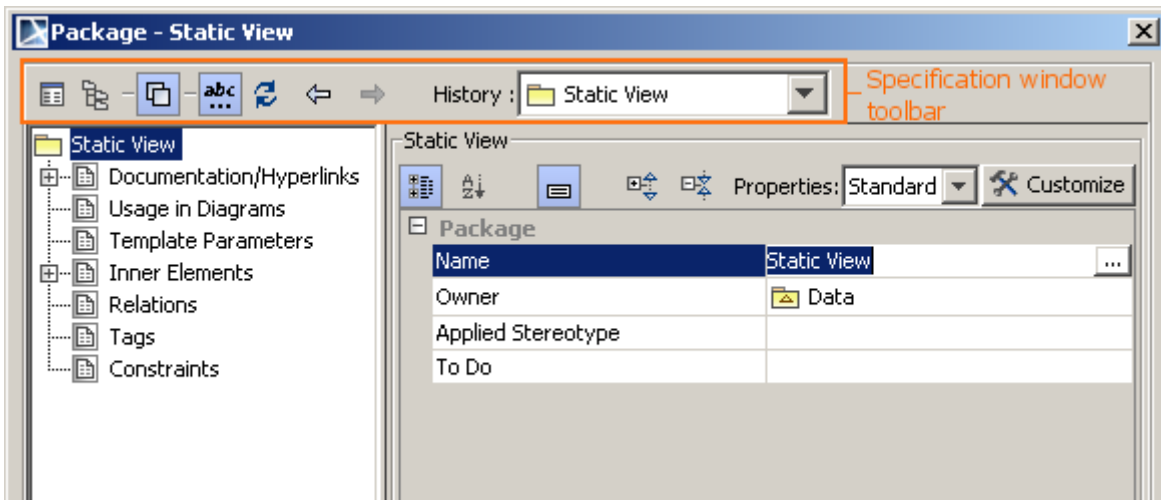 Package - Static View
abc
History : Static View
Specification window
toolbar
Static View
Documentation/Hyperlinks
Usage in Diagrams
Template Parameters
Inner Elements
Relations
Tags
Constraints
Static View
A
Z
Properties: Standard Customize
Package
Name Static View ...
Owner Data
Applied Stereotype
To Do